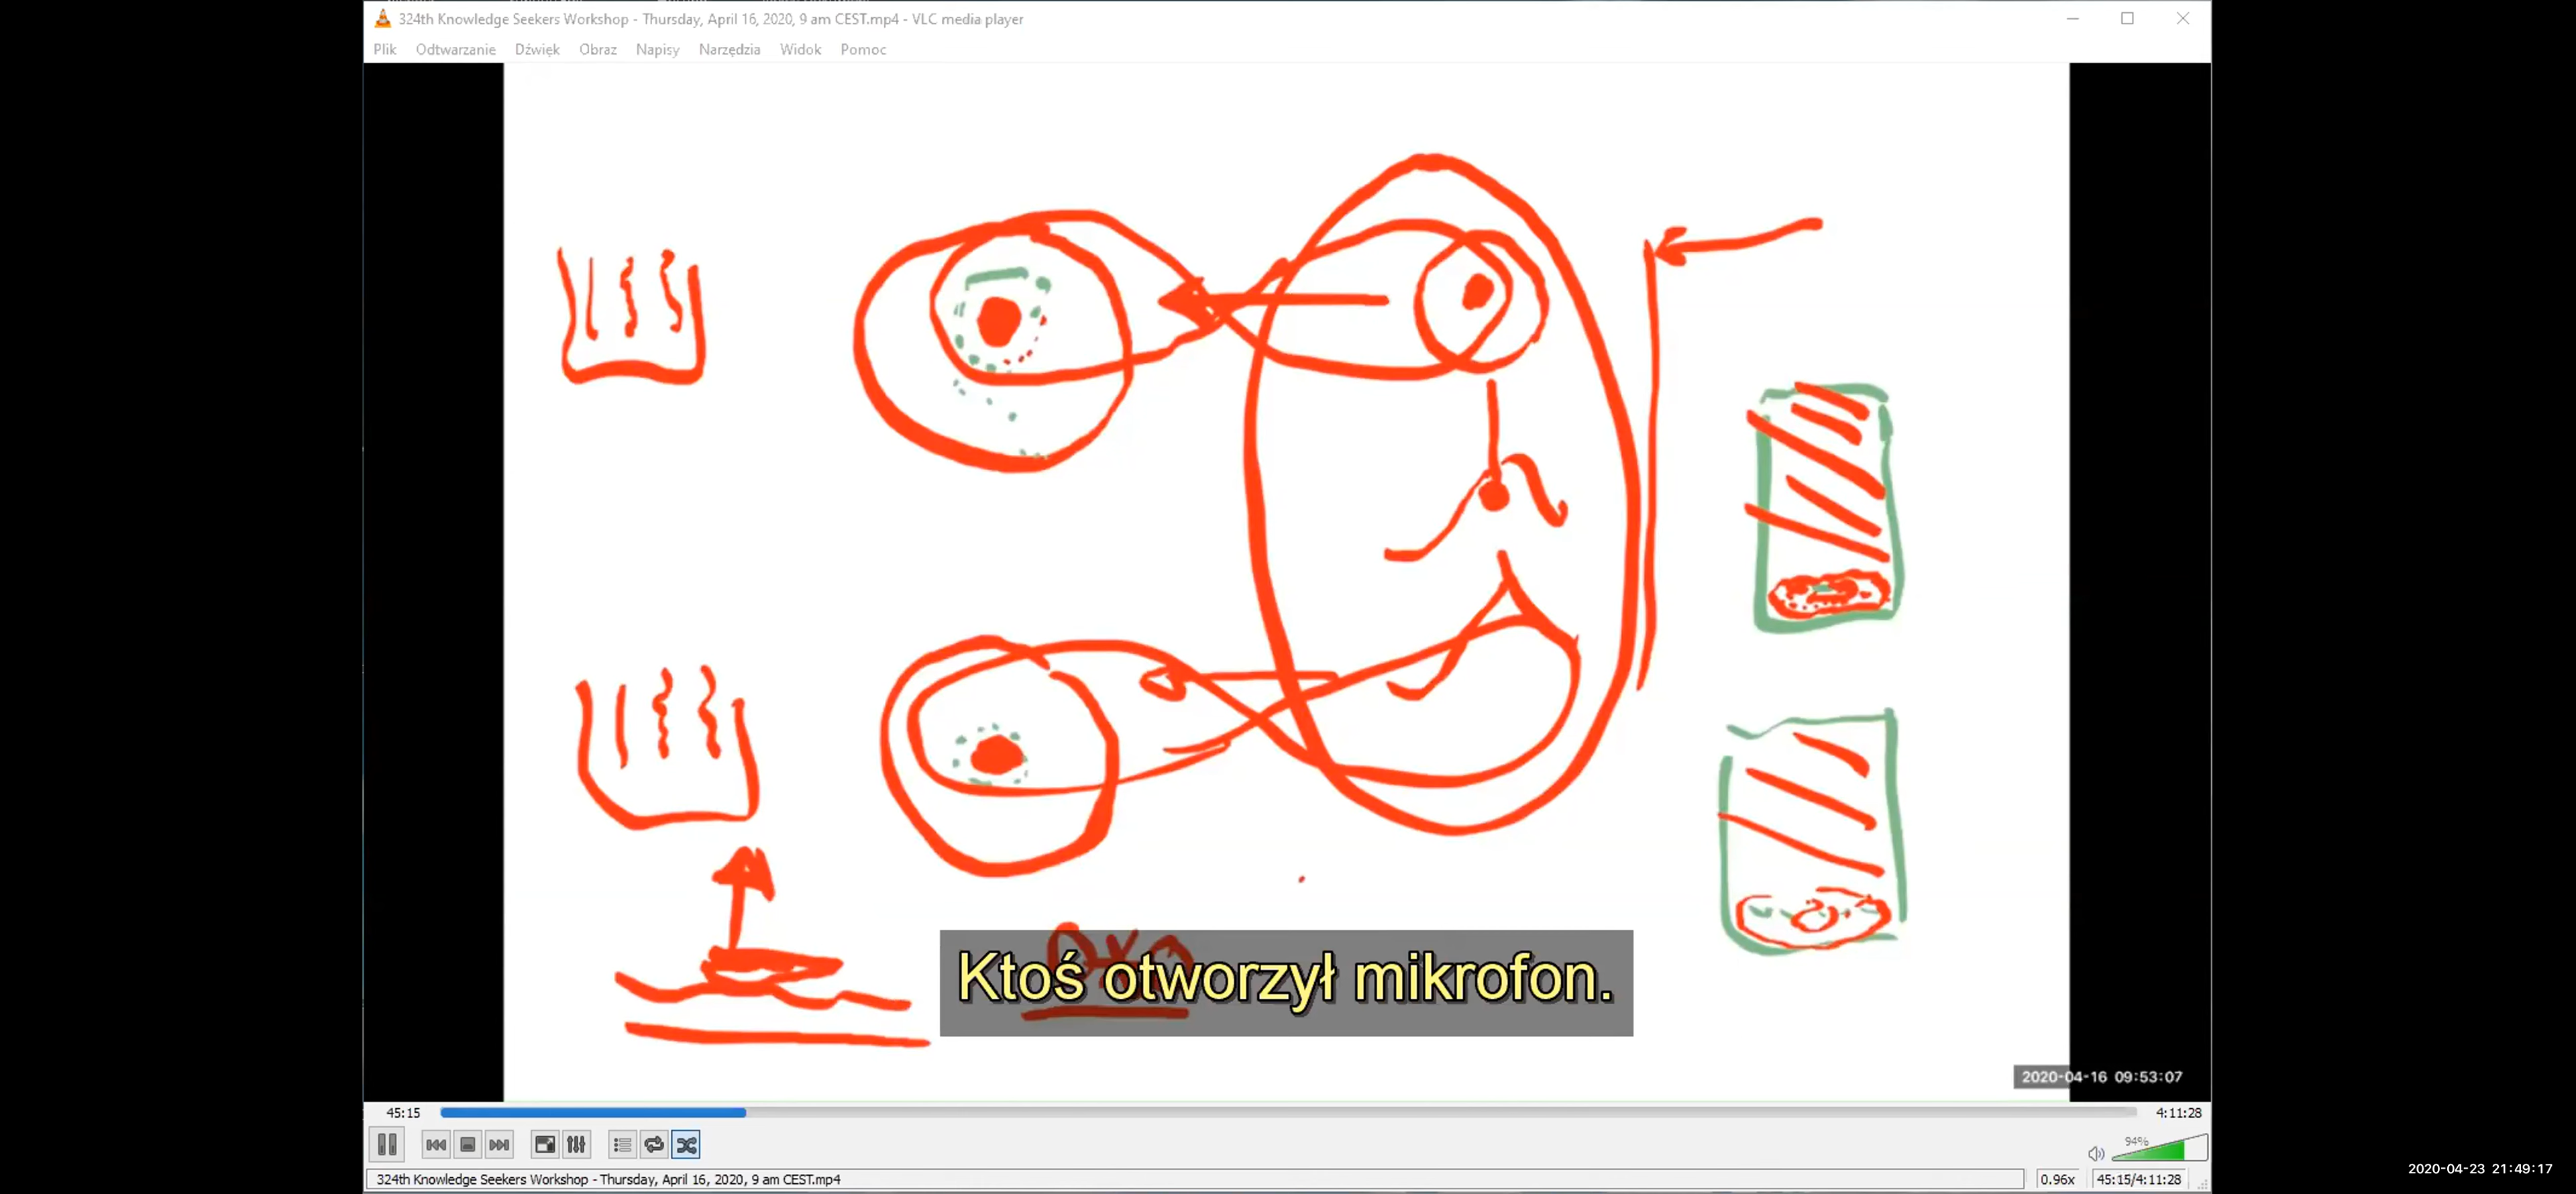 324th Knowledge Seekers Workshop - Thursday, April 16, 2020, 9 am CEST.mp4 - VLC media player
Plik Odtwarzanie Dźwięk Obraz Napisy Narzędzia Widok Pomoc
Ktoś otworzył mikrofon.
2020-04-16 09:53:07
45:15
4:11:28
94%
324th Knowledge Seekers Workshop - Thursday, April 16, 2020, 9 am CEST.mp4
0.96x
45:15/4:11:28
2020-04-23 21:49:17